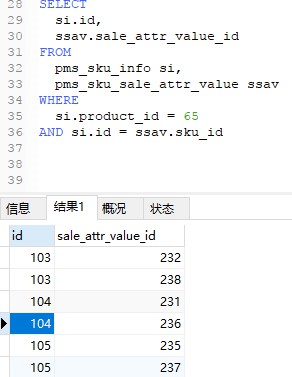 28 SELECT
29 si.id,
30 ssav.sale_attr_value_id
31 FROM
32 pms_sku_info si,
33 pms_sku_sale_attr_value ssav
34 WHERE
35 si.product_id = 65
36 AND si.id = ssav.sku_id
37
38
39
信息 结果1 概况 状态
id sale_attr_value_id
103 232
103 238
104 231
104 236
105 235
105 237